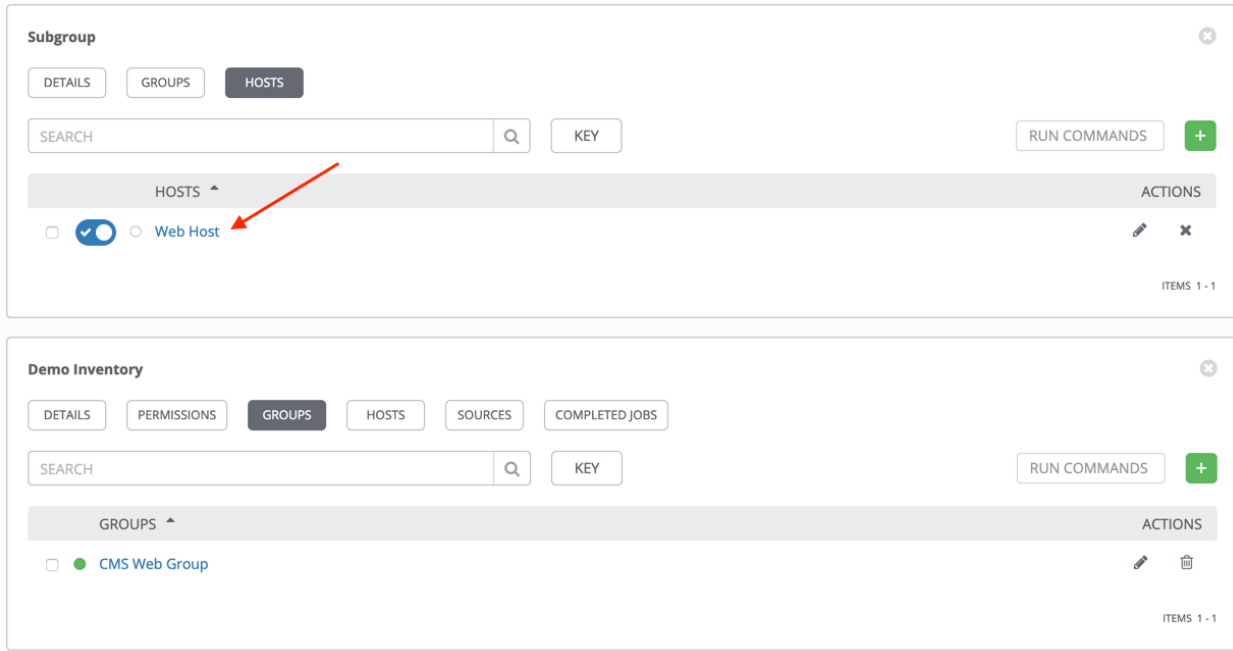 Subgroup
DETAILS GROUPS HOSTS
SEARCH KEY RUN COMMANDS +
HOSTS ACTIONS
Web Host
ITEMS 1 - 1
Demo Inventory
DETAILS PERMISSIONS GROUPS HOSTS SOURCES COMPLETED JOBS
SEARCH KEY RUN COMMANDS +
GROUPS ACTIONS
CMS Web Group
ITEMS 1 - 1